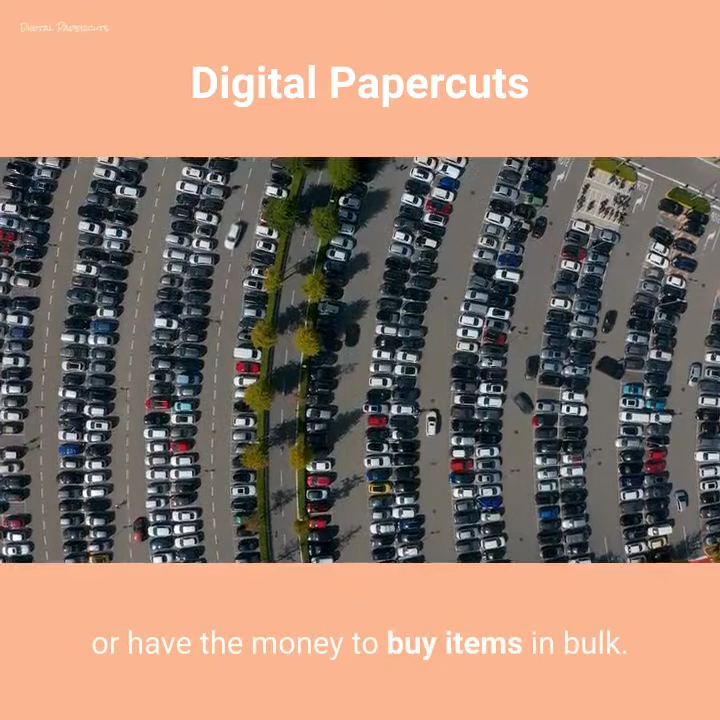 Digital Papercuts
Digital Papercuts
or have the money to buy items in bulk.